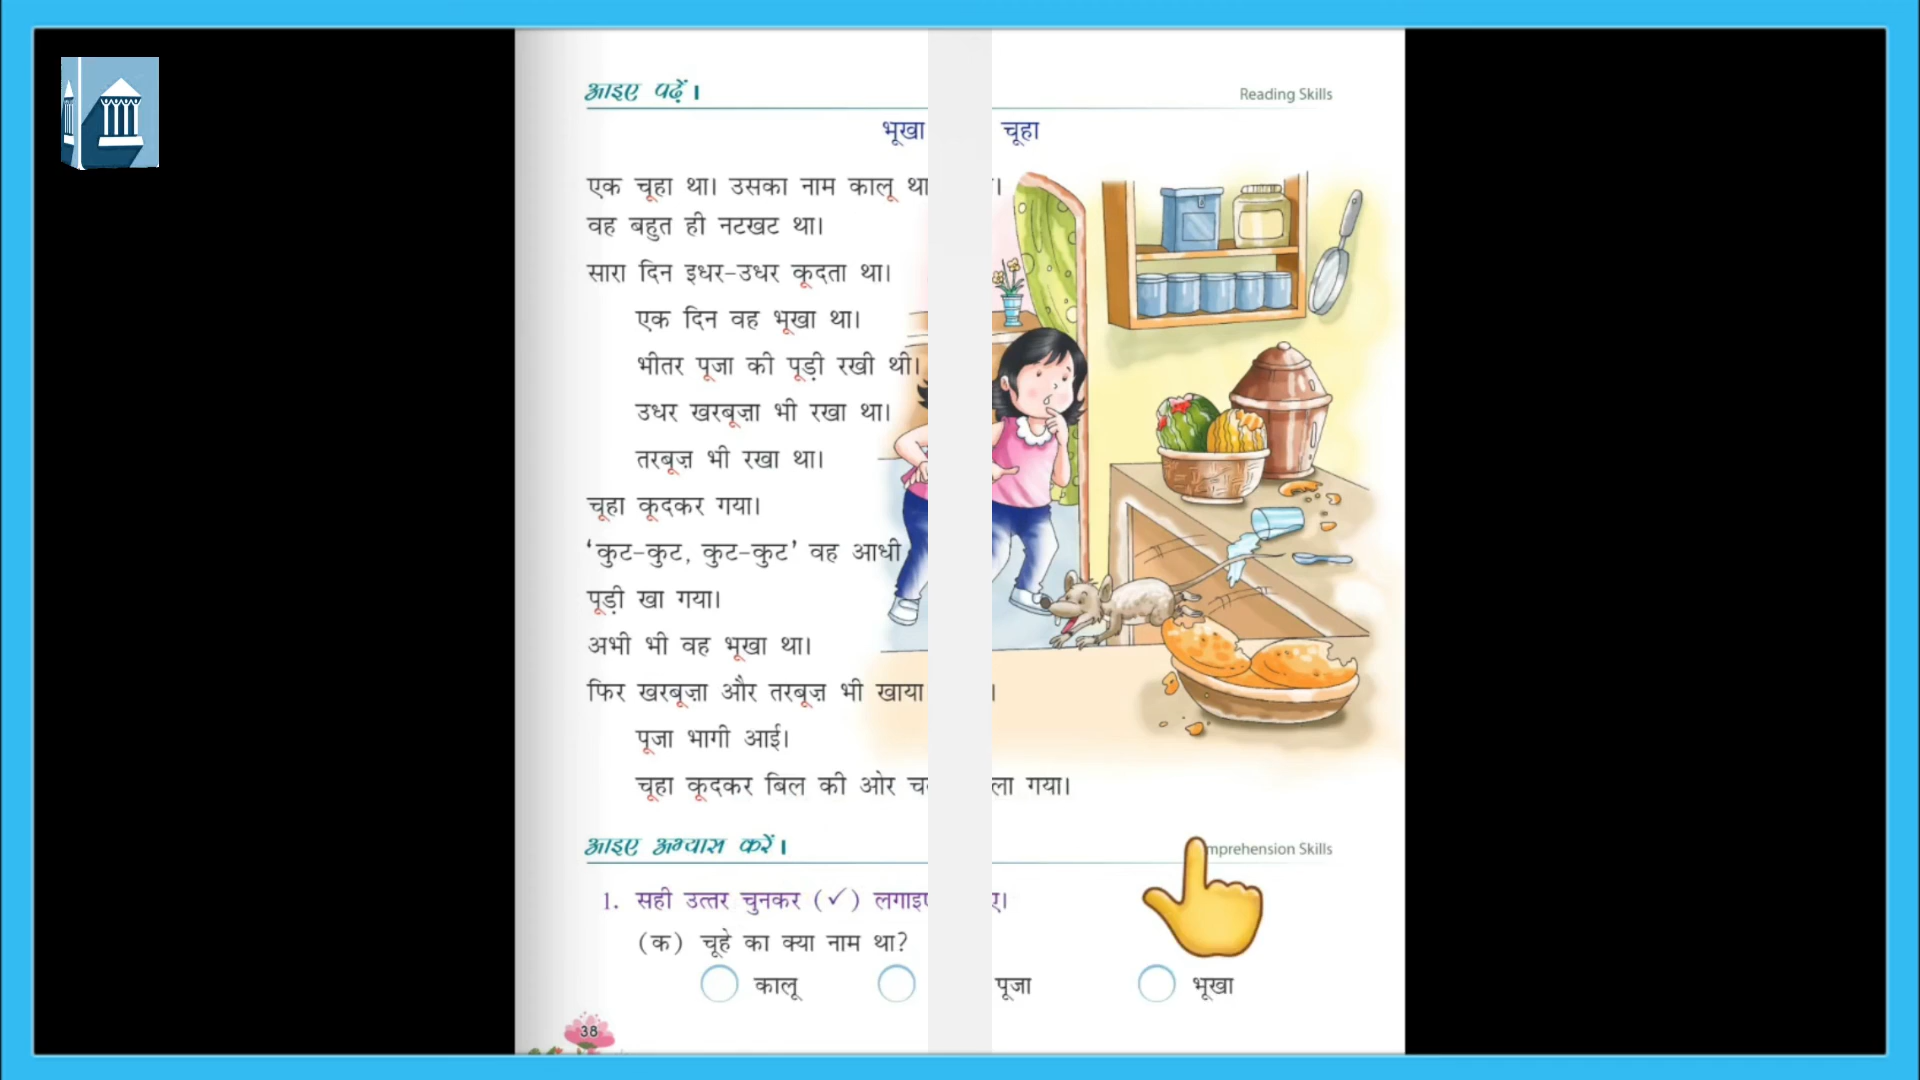 आइए पढ़ें।
Reading Skills
भूखा चूहा
एक चूहा था। उसका नाम कालू था।
वह बहुत ही नटखट था।
सारा दिन इधर-उधर कूदता था।
एक दिन वह भूखा था।
भीतर पूजा की पूड़ी रखी थी।
उधर खरबूज़ा भी रखा था।
तरबूज़ भी रखा था।
चूहा कूदकर गया।
‘कुट-कुट, कुट-कुट’ वह आधी
पूड़ी खा गया।
अभी भी वह भूखा था।
फिर खरबूज़ा और तरबूज़ भी खाया।
पूजा भागी आई।
चूहा कूदकर बिल की ओर चला गया।
आइए अभ्यास करें।
mprehension Skills
1. सही उत्तर चुनकर (✓) लगाइए।
(क) चूहे का क्या नाम था?
कालू पूजा भूखा
38